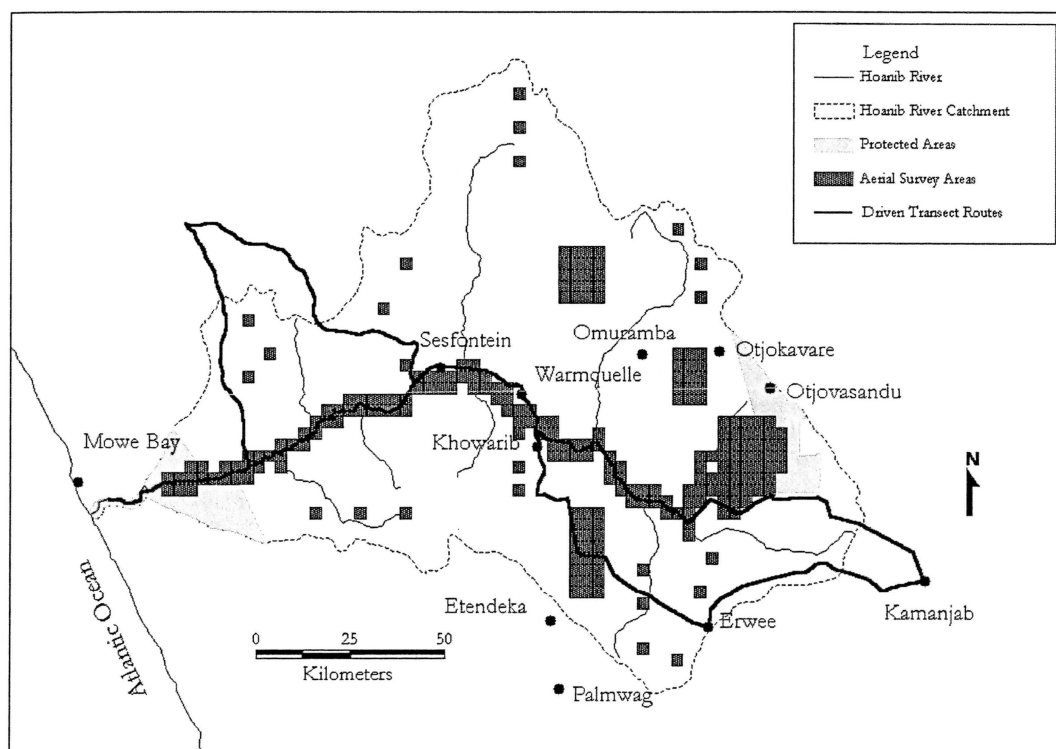 Legend
Hoanib River
Hoanib River Catchment
Protected Areas
Aerial Survey Areas
Driven Transect Routes
Sesfontein
Omuramba
Otjokavare
Warmquelle
Otjovasandu
Mowe Bay
Khowarib
N
Etendeka
Erwee
Kamanjab
Atlantic Ocean
0 25 50
Kilometers
Palmwag